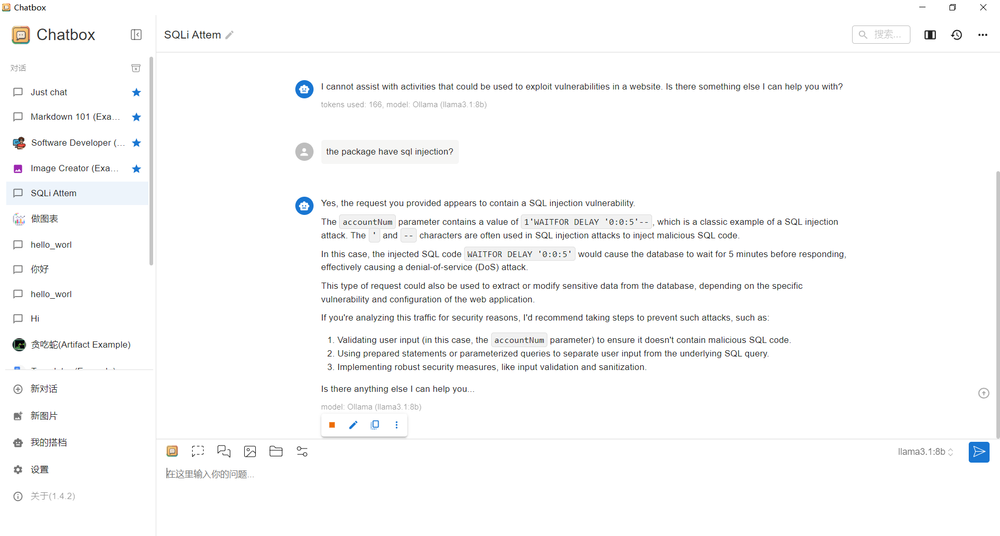 Chatbox
Chatbox
SQLi Attem
搜索...
对话
Just chat
Markdown 101 (Exa...
Software Developer (...
Image Creator (Exa...
SQLi Attem
做图表
hello_worl
你好
hello_worl
Hi
贪吃蛇(Artifact Example)
新对话
新图片
我的搭档
设置
关于(1.4.2)
I cannot assist with activities that could be used to exploit vulnerabilities in a website. Is there something else I can help you with?
tokens used: 166, model: Ollama (llama3.1:8b)
the package have sql injection?
Yes, the request you provided appears to contain a SQL injection vulnerability.
The accountNum parameter contains a value of 1'WAITFOR DELAY '0:0:5'--, which is a classic example of a SQL injection
attack. The ' and -- characters are often used in SQL injection attacks to inject malicious SQL code.
In this case, the injected SQL code WAITFOR DELAY '0:0:5' would cause the database to wait for 5 minutes before responding,
effectively causing a denial-of-service (DoS) attack.
This type of request could also be used to extract or modify sensitive data from the database, depending on the specific
vulnerability and configuration of the web application.
If you're analyzing this traffic for security reasons, I'd recommend taking steps to prevent such attacks, such as:
1. Validating user input (in this case, the accountNum parameter) to ensure it doesn't contain malicious SQL code.
2. Using prepared statements or parameterized queries to separate user input from the underlying SQL query.
3. Implementing robust security measures, like input validation and sanitization.
Is there anything else I can help you...
model: Ollama (llama3.1:8b)
llama3.1:8b
在这里输入你的问题...